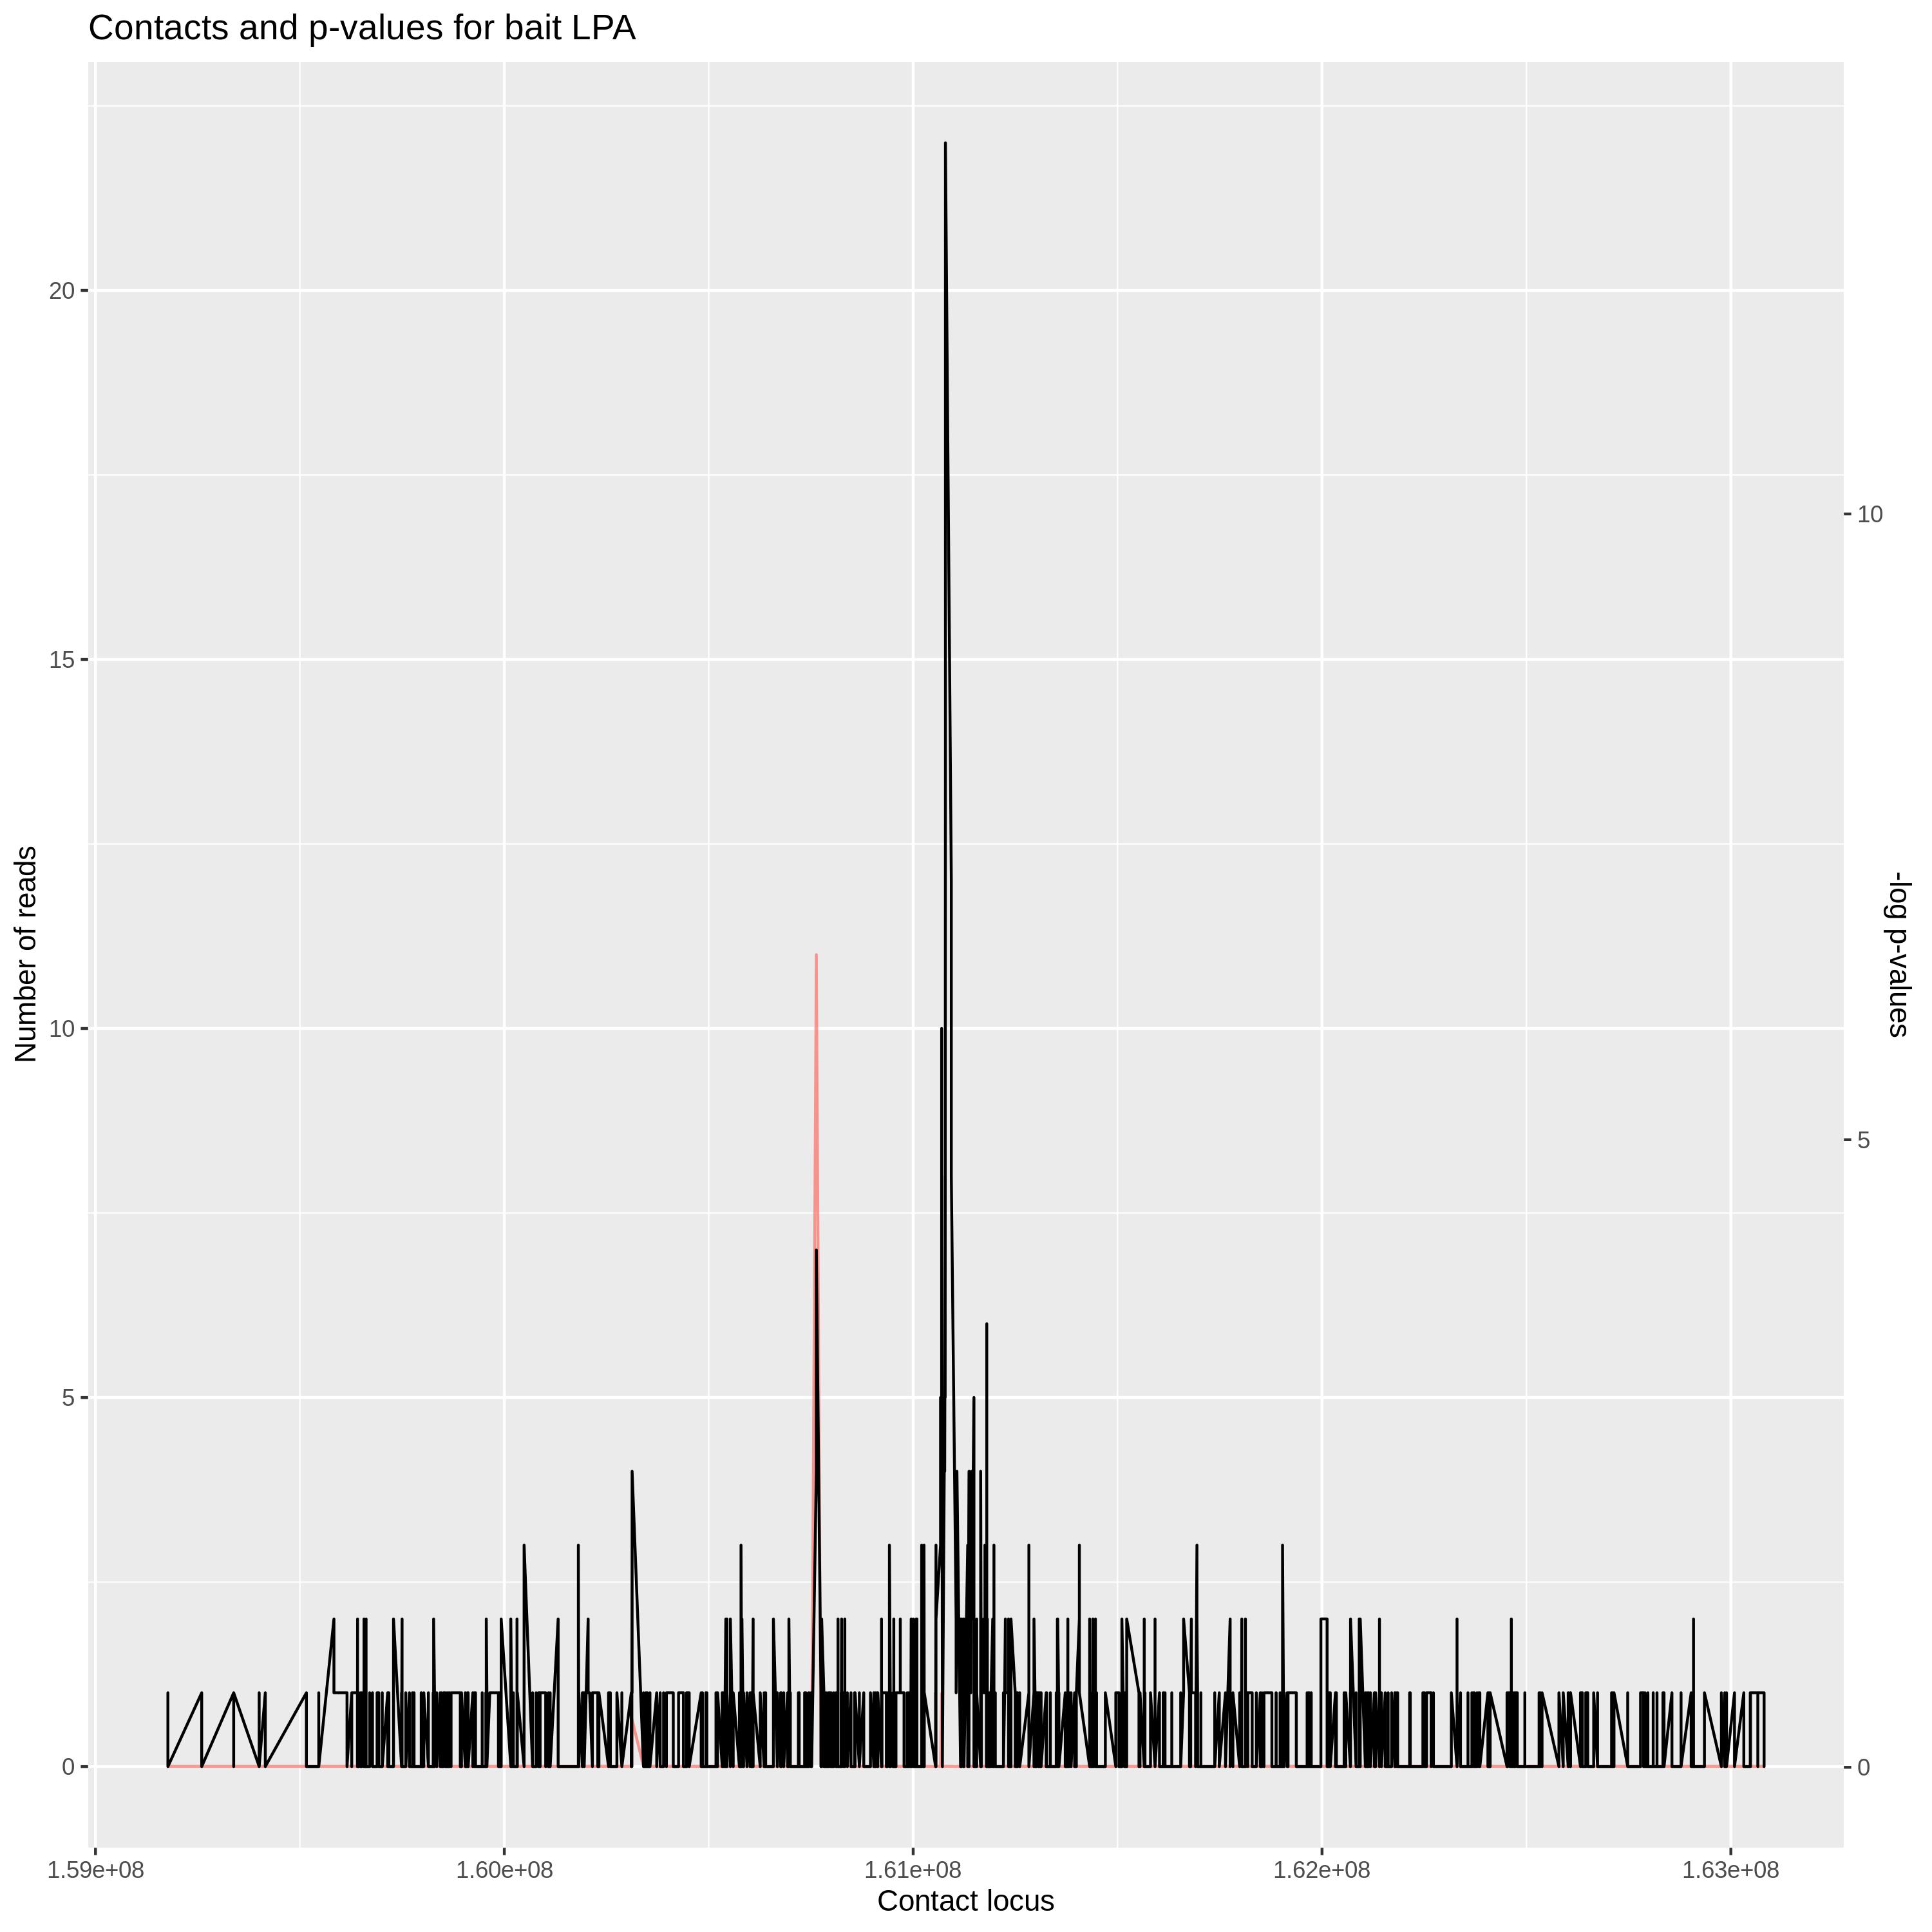 Contacts and p-values for bait LPA
20
15
10
5
0
Number of reads
10
5
0
-log p-values
1.59e+08 1.60e+08 1.61e+08 1.62e+08 1.63e+08
Contact locus